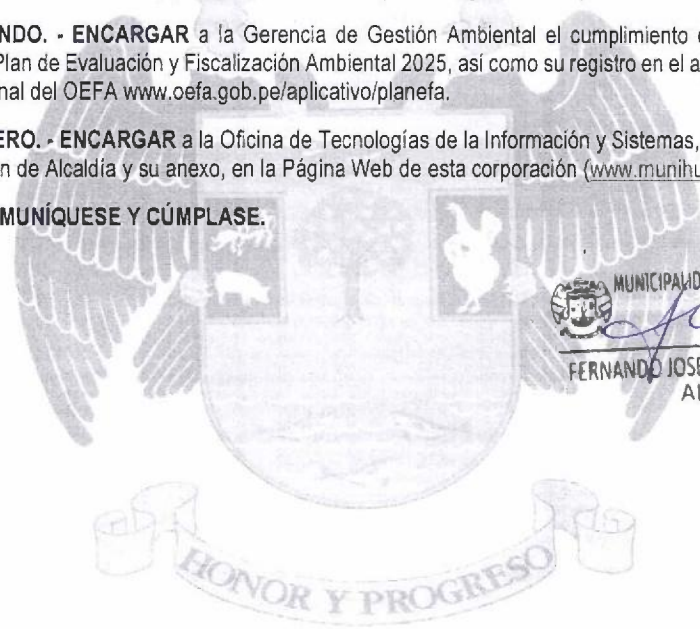 NDO. - ENCARGAR a la Gerencia de Gestión Ambiental el cumplimiento
Plan de Evaluación y Fiscalización Ambiental 2025, así como su registro en el a
nal del OEFA www.oefa.gob.pe/aplicativo/planefa.
ERO. - ENCARGAR a la Oficina de Tecnologías de la Información y Sistemas,
n de Alcaldía y su anexo, en la Página Web de esta corporación (www.munihu
MUNÍQUESE Y CÚMPLASE.
MUNICIPALID
FERNANDO JOSE
Al
HONOR Y PROGRESO